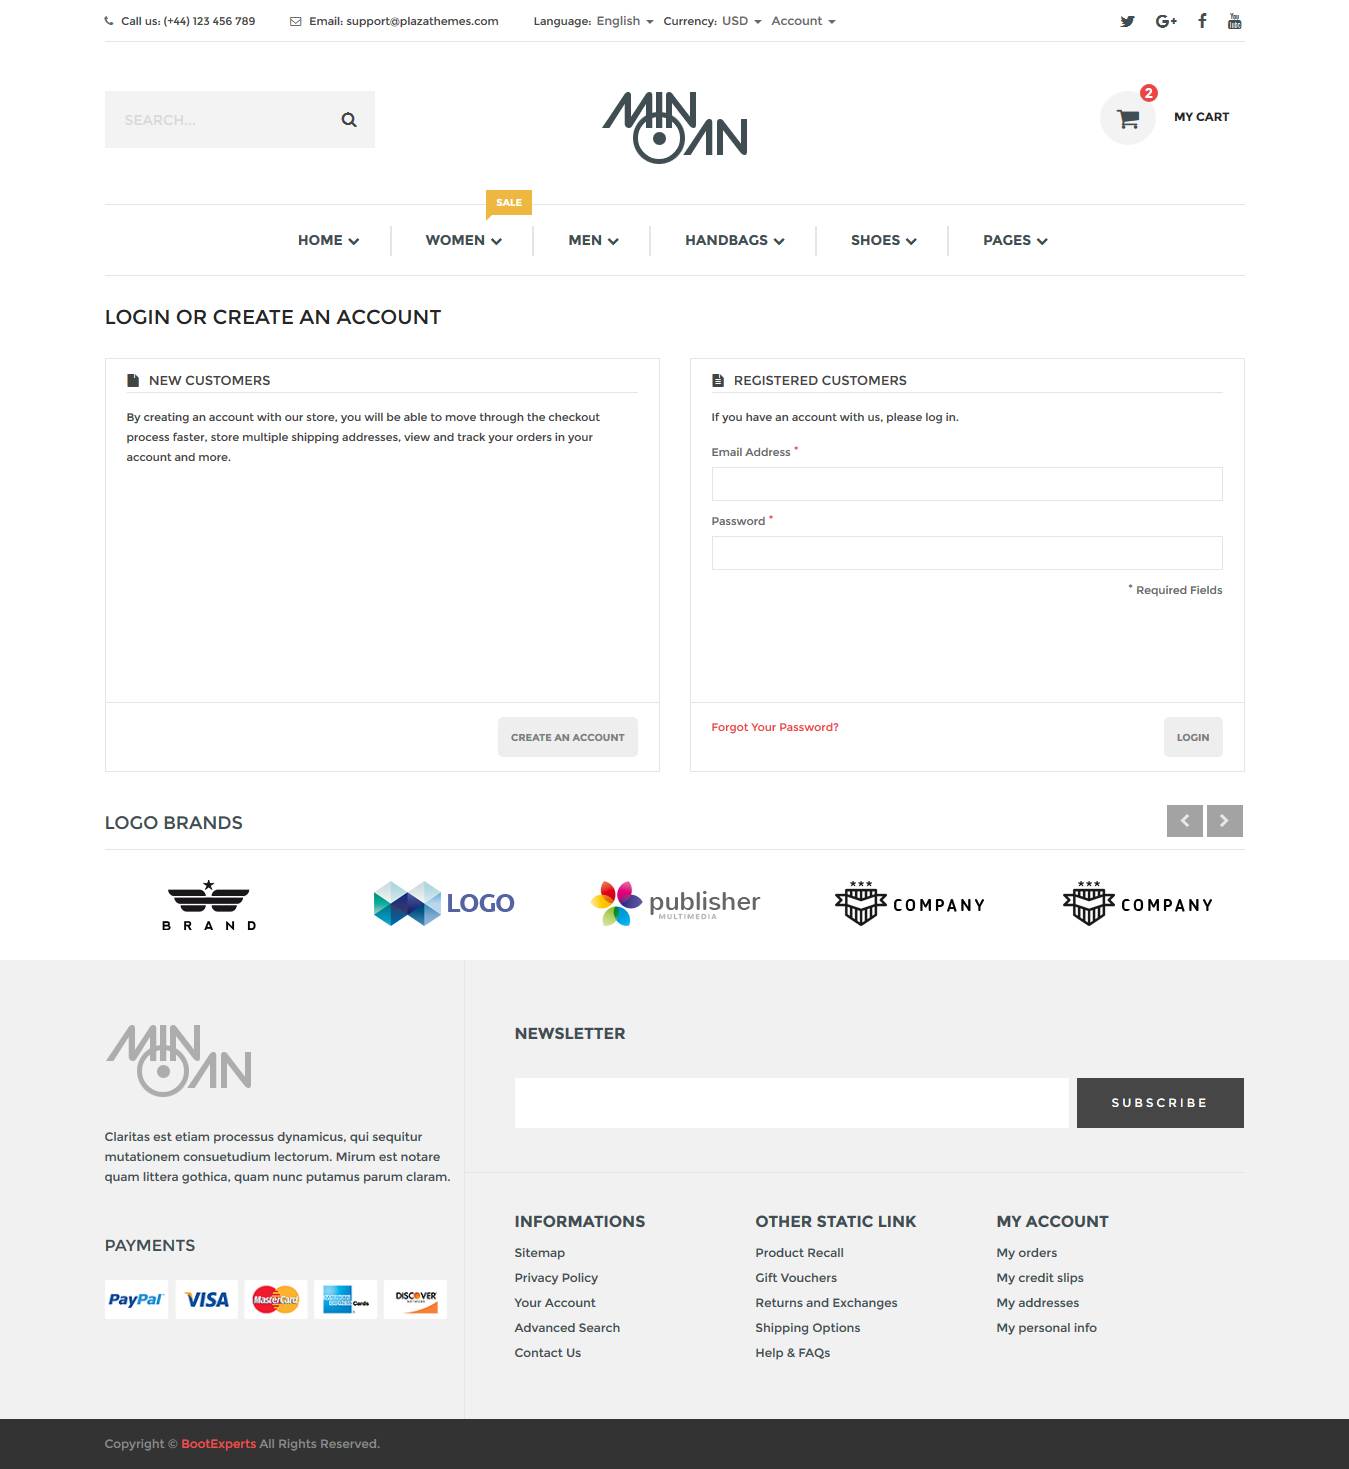 Call us: (+44) 123 456 789
Email: support@plazathemes.com
Language: English
Currency: USD
Account
SEARCH...
MINOAN
2
MY CART
SALE
HOME
WOMEN
MEN
HANDBAGS
SHOES
PAGES
LOGIN OR CREATE AN ACCOUNT
NEW CUSTOMERS
By creating an account with our store, you will be able to move through the checkout
process faster, store multiple shipping addresses, view and track your orders in your
account and more.
CREATE AN ACCOUNT
REGISTERED CUSTOMERS
If you have an account with us, please log in.
Email Address *
Password *
* Required Fields
Forgot Your Password?
LOGIN
LOGO BRANDS
BRAND
LOGO
publisher
MULTIMEDIA
COMPANY
COMPANY
MINOAN
Claritas est etiam processus dynamicus, qui sequitur
mutationem consuetudium lectorum. Mirum est notare
quam littera gothica, quam nunc putamus parum claram.
PAYMENTS
PayPal
VISA
MasterCard
AMERICAN EXPRESS Cards
DISCOVER
NETWORK
NEWSLETTER
SUBSCRIBE
INFORMATIONS
Sitemap
Privacy Policy
Your Account
Advanced Search
Contact Us
OTHER STATIC LINK
Product Recall
Gift Vouchers
Returns and Exchanges
Shipping Options
Help & FAQs
MY ACCOUNT
My orders
My credit slips
My addresses
My personal info
Copyright © BootExperts All Rights Reserved.